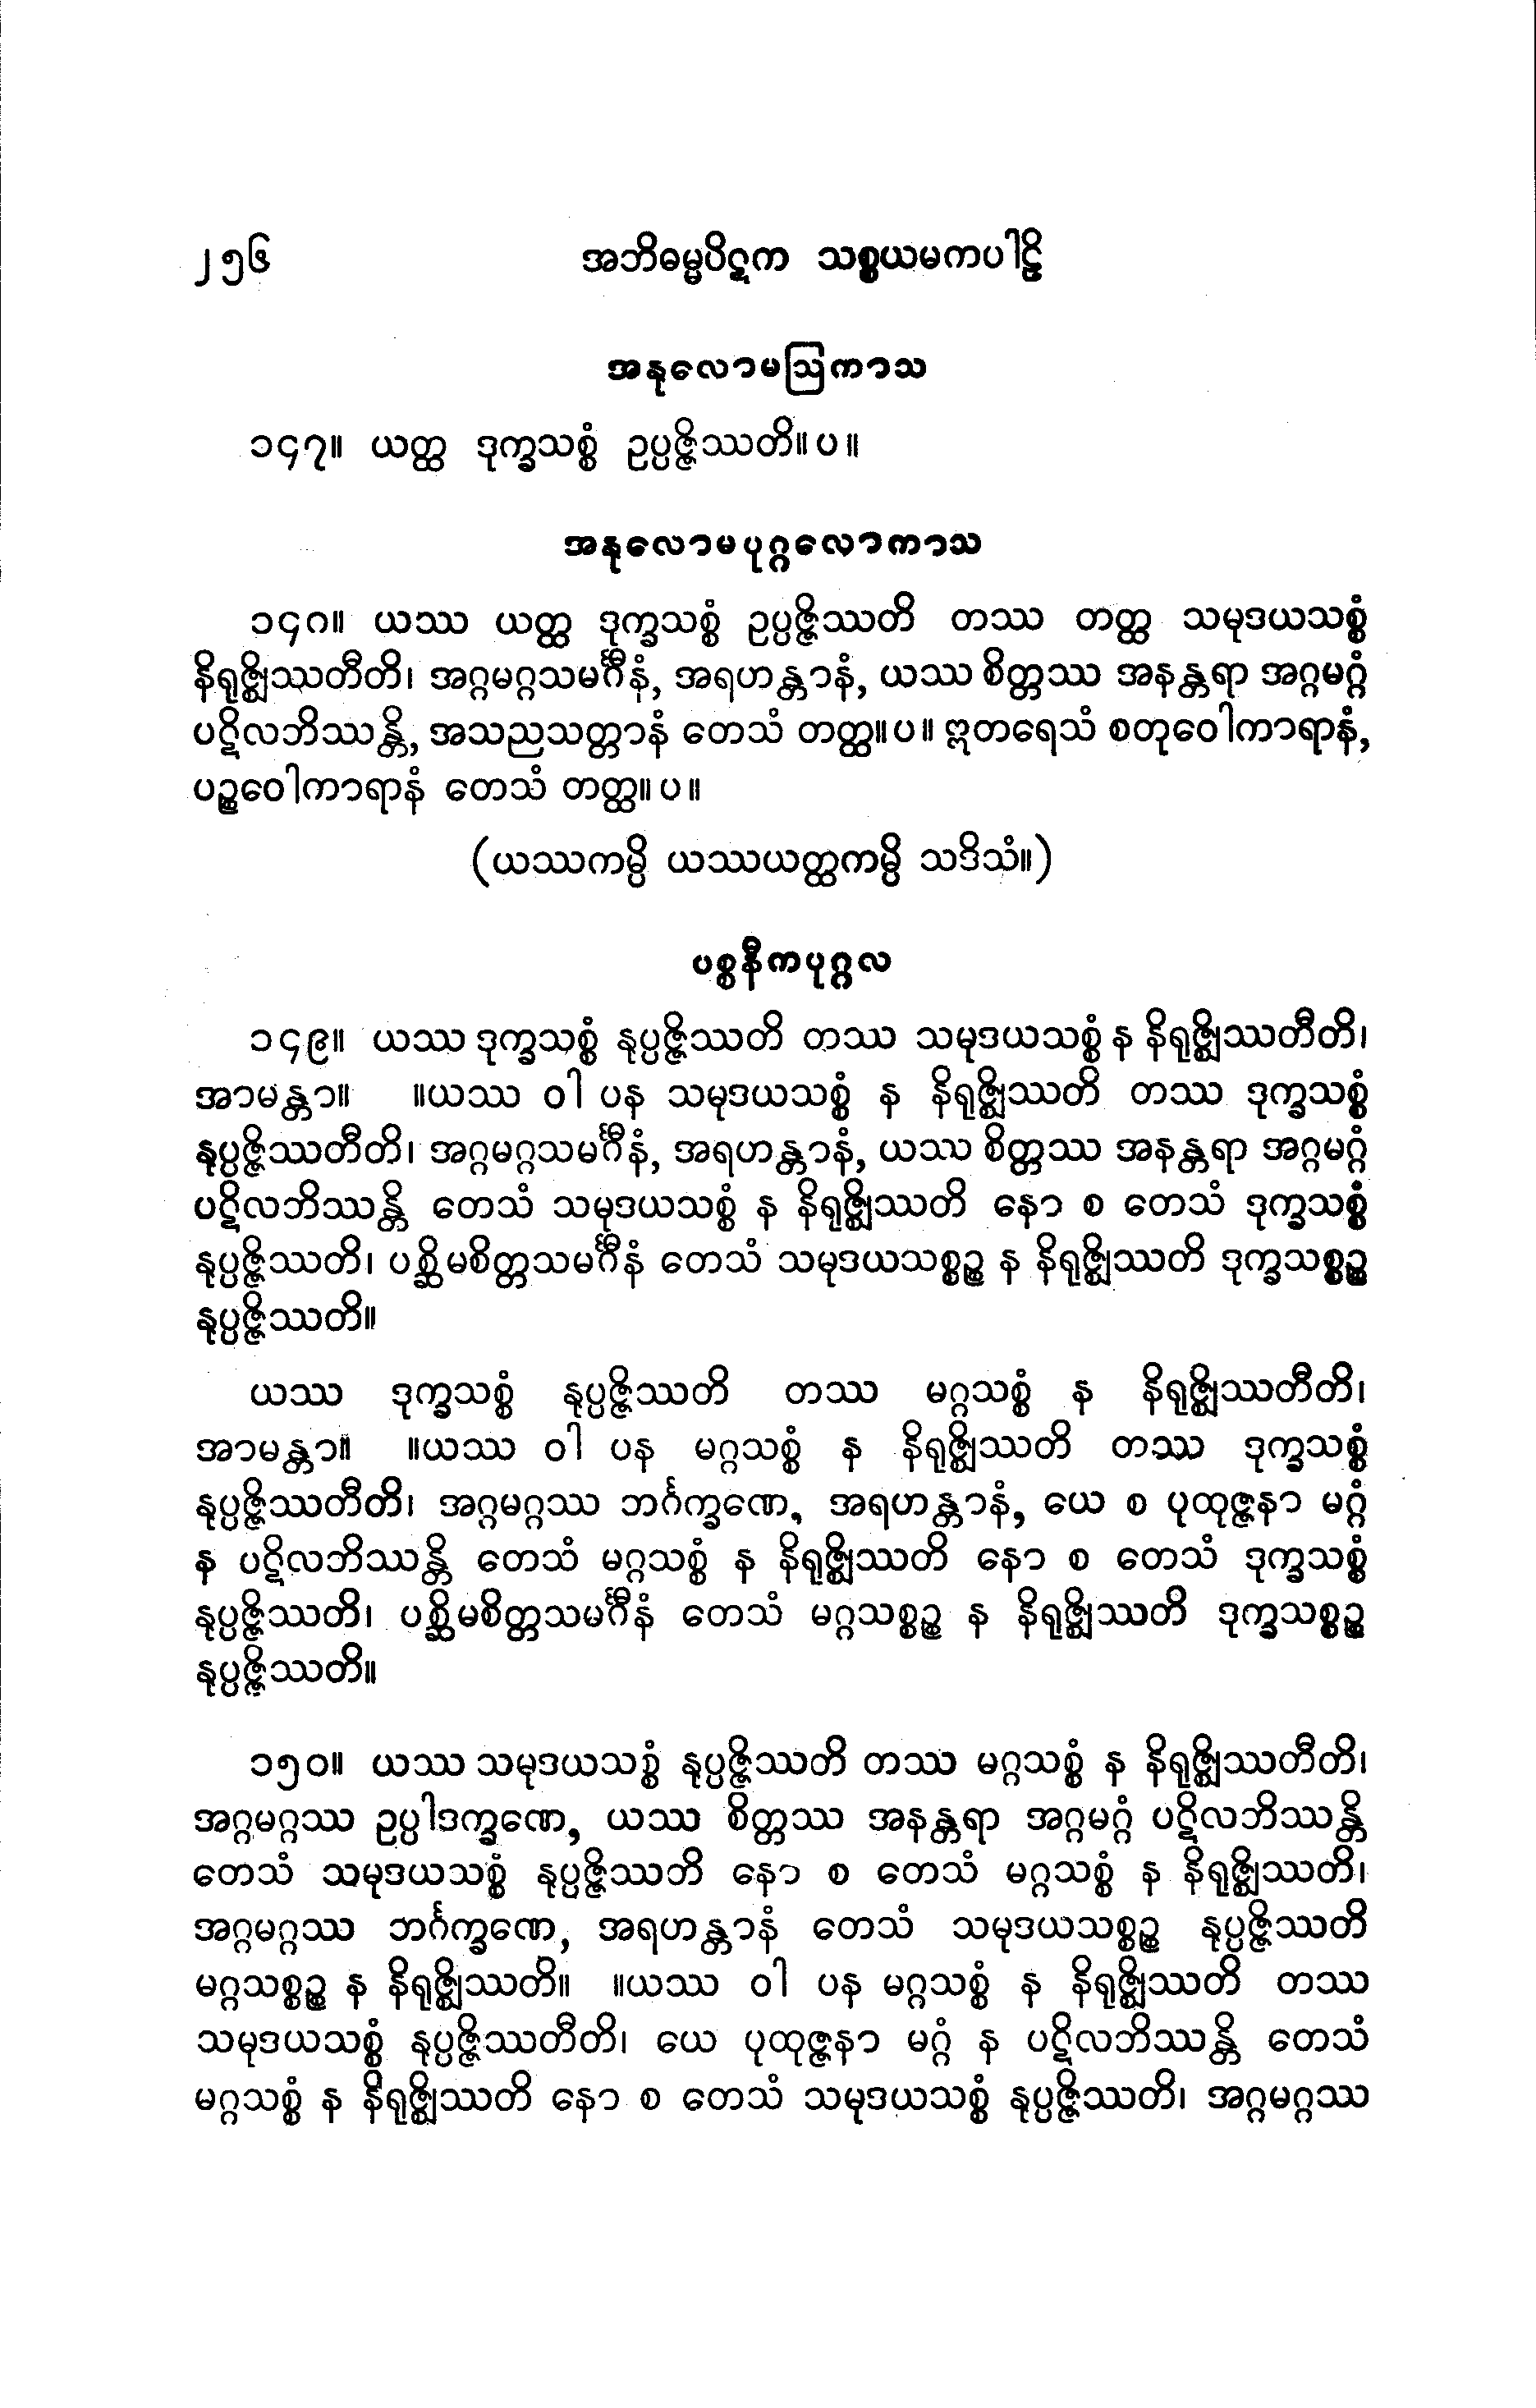 ၂၅၆ အဘိဓမ္မပိဋက သစ္စယမကပါဠိ
အနုလောမဩကာသ
၁၄၇။ ယတ္ထ ဒုက္ခသစ္စံ ဥပ္ပဇ္ဇိဿတိ။ပ။
အနုလောမပုဂ္ဂလောကာသ
၁၄၈။ ယဿ ယတ္ထ ဒုက္ခသစ္စံ ဥပ္ပဇ္ဇိဿတိ တဿ တတ္ထ သမုဒယသစ္စံ
နိရုဇ္ဈိဿတီတိ၊ အဂ္ဂမဂ္ဂသမင်္ဂီနံ, အရဟန္တာနံ, ယဿ စိတ္တဿ အနန္တရာ အဂ္ဂမဂ္ဂံ
ပဋိလဘိဿန္တိ, အသညသတ္တာနံ တေသံ တတ္ထ။ပ။ ဣတရေသံ စတုဝေါကာရာနံ,
ပဉ္စဝေါကာရာနံ တေသံ တတ္ထ။ပ။
(ယဿကမ္ပိ ယဿယတ္ထကမ္ပိ သဒိသံ။)
ပစ္စနီကပုဂ္ဂလ
၁၄၉။ ယဿ ဒုက္ခသစ္စံ နုပ္ပဇ္ဇိဿတိ တဿ သမုဒယသစ္စံ န နိရုဇ္ဈိဿတီတိ၊
အာမန္တာ။ ။ယဿ ဝါ ပန သမုဒယသစ္စံ န နိရုဇ္ဈိဿတိ တဿ ဒုက္ခသစ္စံ
နုပ္ပဇ္ဇိဿတီတိ၊ အဂ္ဂမဂ္ဂသမင်္ဂီနံ, အရဟန္တာနံ, ယဿ စိတ္တဿ အနန္တရာ အဂ္ဂမဂ္ဂံ
ပဋိလဘိဿန္တိ တေသံ သမုဒယသစ္စံ န နိရုဇ္ဈိဿတိ နော စ တေသံ ဒုက္ခသစ္စံ
နုပ္ပဇ္ဇိဿတိ၊ ပစ္ဆိမစိတ္တသမင်္ဂီနံ တေသံ သမုဒယသစ္စဉ္စ န နိရုဇ္ဈိဿတိ ဒုက္ခသစ္စဉ္စ
နုပ္ပဇ္ဇိဿတိ။
ယဿ ဒုက္ခသစ္စံ နုပ္ပဇ္ဇိဿတိ တဿ မဂ္ဂသစ္စံ န နိရုဇ္ဈိဿတီတိ၊
အာမန္တာ။ ။ယဿ ဝါ ပန မဂ္ဂသစ္စံ န နိရုဇ္ဈိဿတိ တဿ ဒုက္ခသစ္စံ
နုပ္ပဇ္ဇိဿတီတိ၊ အဂ္ဂမဂ္ဂဿ ဘင်္ဂက္ခဏေ, အရဟန္တာနံ, ယေ စ ပုထုဇ္ဇနာ မဂ္ဂံ
န ပဋိလဘိဿန္တိ တေသံ မဂ္ဂသစ္စံ န နိရုဇ္ဈိဿတိ နော စ တေသံ ဒုက္ခသစ္စံ
နုပ္ပဇ္ဇိဿတိ၊ ပစ္ဆိမစိတ္တသမင်္ဂီနံ တေသံ မဂ္ဂသစ္စဉ္စ န နိရုဇ္ဈိဿတိ ဒုက္ခသစ္စဉ္စ
နုပ္ပဇ္ဇိဿတိ။
၁၅၀။ ယဿ သမုဒယသစ္စံ နုပ္ပဇ္ဇိဿတိ တဿ မဂ္ဂသစ္စံ န နိရုဇ္ဈိဿတီတိ၊
အဂ္ဂမဂ္ဂဿ ဥပ္ပါဒက္ခဏေ, ယဿ စိတ္တဿ အနန္တရာ အဂ္ဂမဂ္ဂံ ပဋိလဘိဿန္တိ
တေသံ သမုဒယသစ္စံ နုပ္ပဇ္ဇိဿတိ နော စ တေသံ မဂ္ဂသစ္စံ န နိရုဇ္ဈိဿတိ၊
အဂ္ဂမဂ္ဂဿ ဘင်္ဂက္ခဏေ, အရဟန္တာနံ တေသံ သမုဒယသစ္စဉ္စ နုပ္ပဇ္ဇိဿတိ
မဂ္ဂသစ္စဉ္စ န နိရုဇ္ဈိဿတိ။ ။ယဿ ဝါ ပန မဂ္ဂသစ္စံ န နိရုဇ္ဈိဿတိ တဿ
သမုဒယသစ္စံ နုပ္ပဇ္ဇိဿတီတိ၊ ယေ ပုထုဇ္ဇနာ မဂ္ဂံ န ပဋိလဘိဿန္တိ တေသံ
မဂ္ဂသစ္စံ န နိရုဇ္ဈိဿတိ နော စ တေသံ သမုဒယသစ္စံ နုပ္ပဇ္ဇိဿတိ၊ အဂ္ဂမဂ္ဂဿ